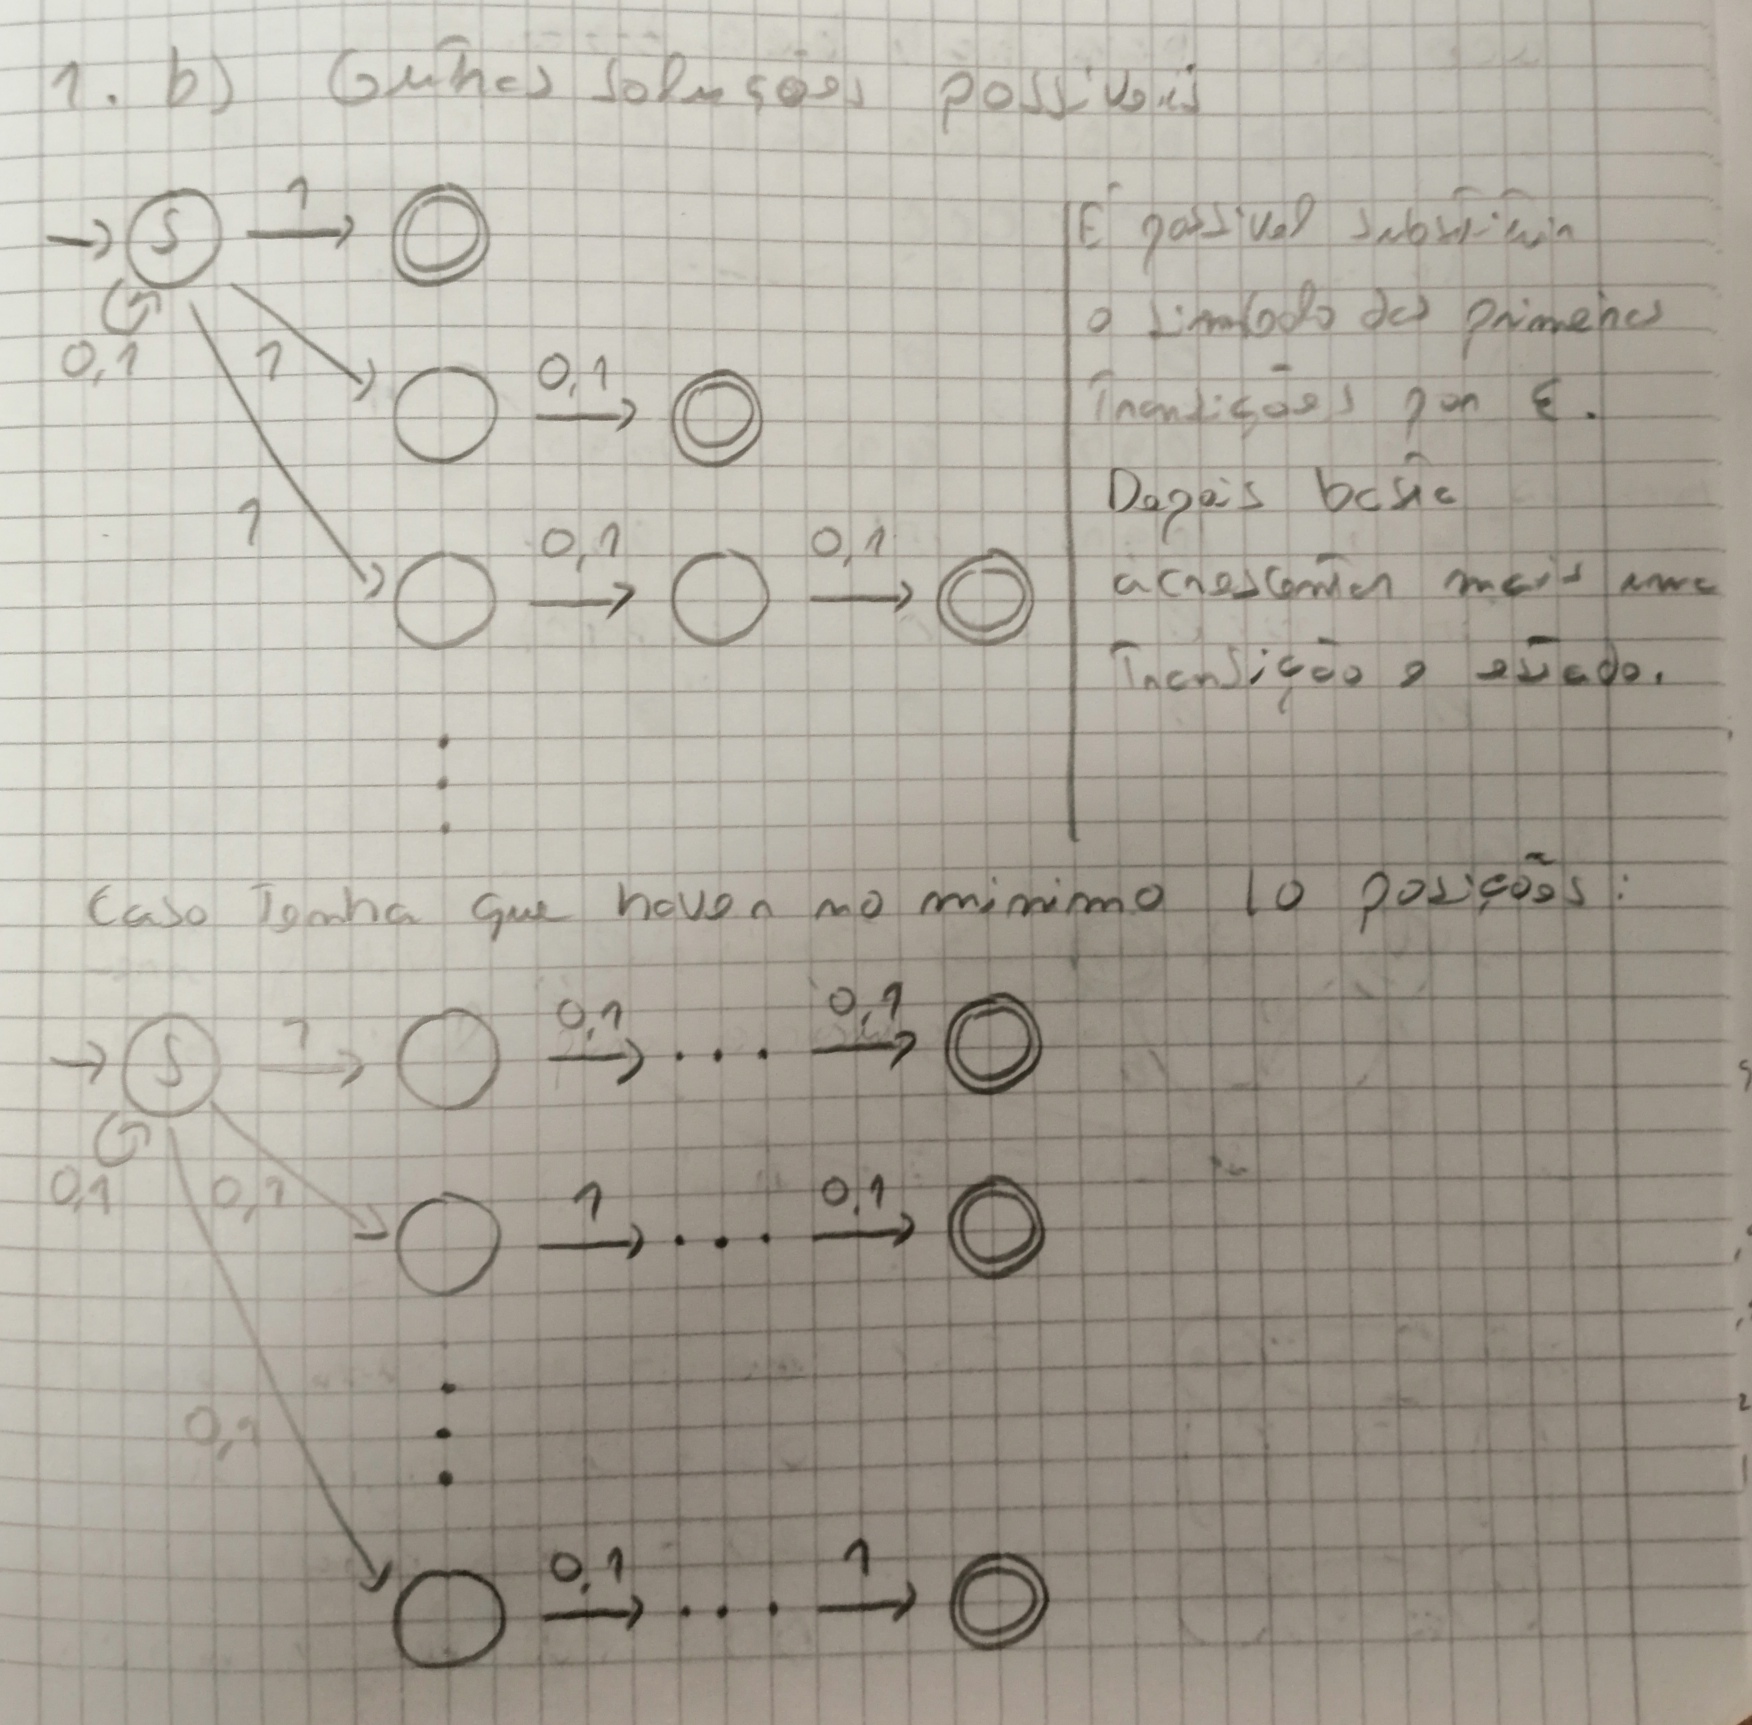 1. b) Outras soluções possíveis
→ S 1
0,1 1 0,1
1 0,1 0,1
É possível substituir
o símbolo das primeiras
transições por ε.
Depois basta
acrescentar mais uma
transição e estado.
Caso tenha que haver no mínimo 10 posições:
→ S 1 0,1 ... 0,1
0,1 0,1 1 ... 0,1
0,1 0,1 ... 1